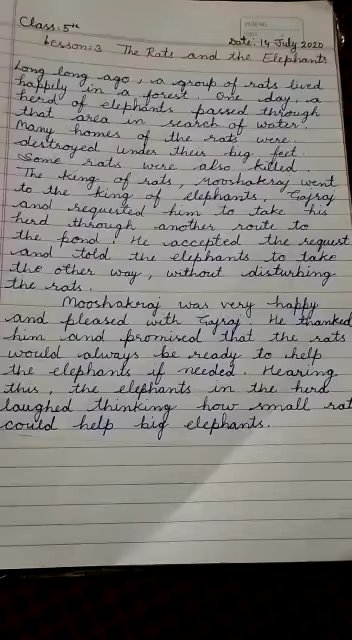 Class:5th
Date: 14 July 2020
Lesson:3 The Rats and the Elephants
Long long ago, a group of rats lived
happily in a forest. One day, a
herd of elephants passed through
that area in search of water.
Many homes of the rats were
destroyed under their big feet.
Some rats were also killed.
The king of rats, Mooshakraj went
to the king of elephants, Gajraj
and requested him to take his
herd through another route to
the pond. He accepted the request
and told the elephants to take
the other way, without disturbing
the rats.
Mooshakraj was very happy
and pleased with Gajraj. He thanked
him and promised that the rats
would always be ready to help
the elephants if needed. Hearing
this, the elephants in the herd
laughed thinking how small rat
could help big elephants.